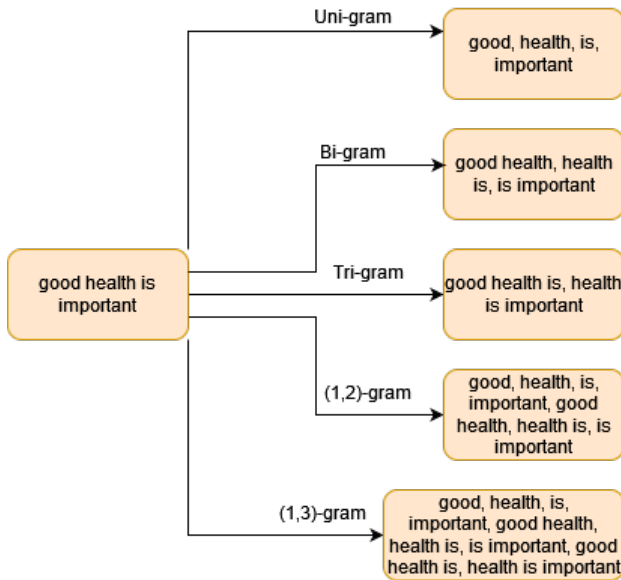 Uni-gram
good, health, is,
important
Bi-gram
good health, health
is, is important
good health is
important
Tri-gram
good health is, health
is important
(1,2)-gram
good, health, is,
important, good
health, health is, is
important
(1,3)-gram
good, health, is,
important, good health,
health is, is important, good
health is, health is important